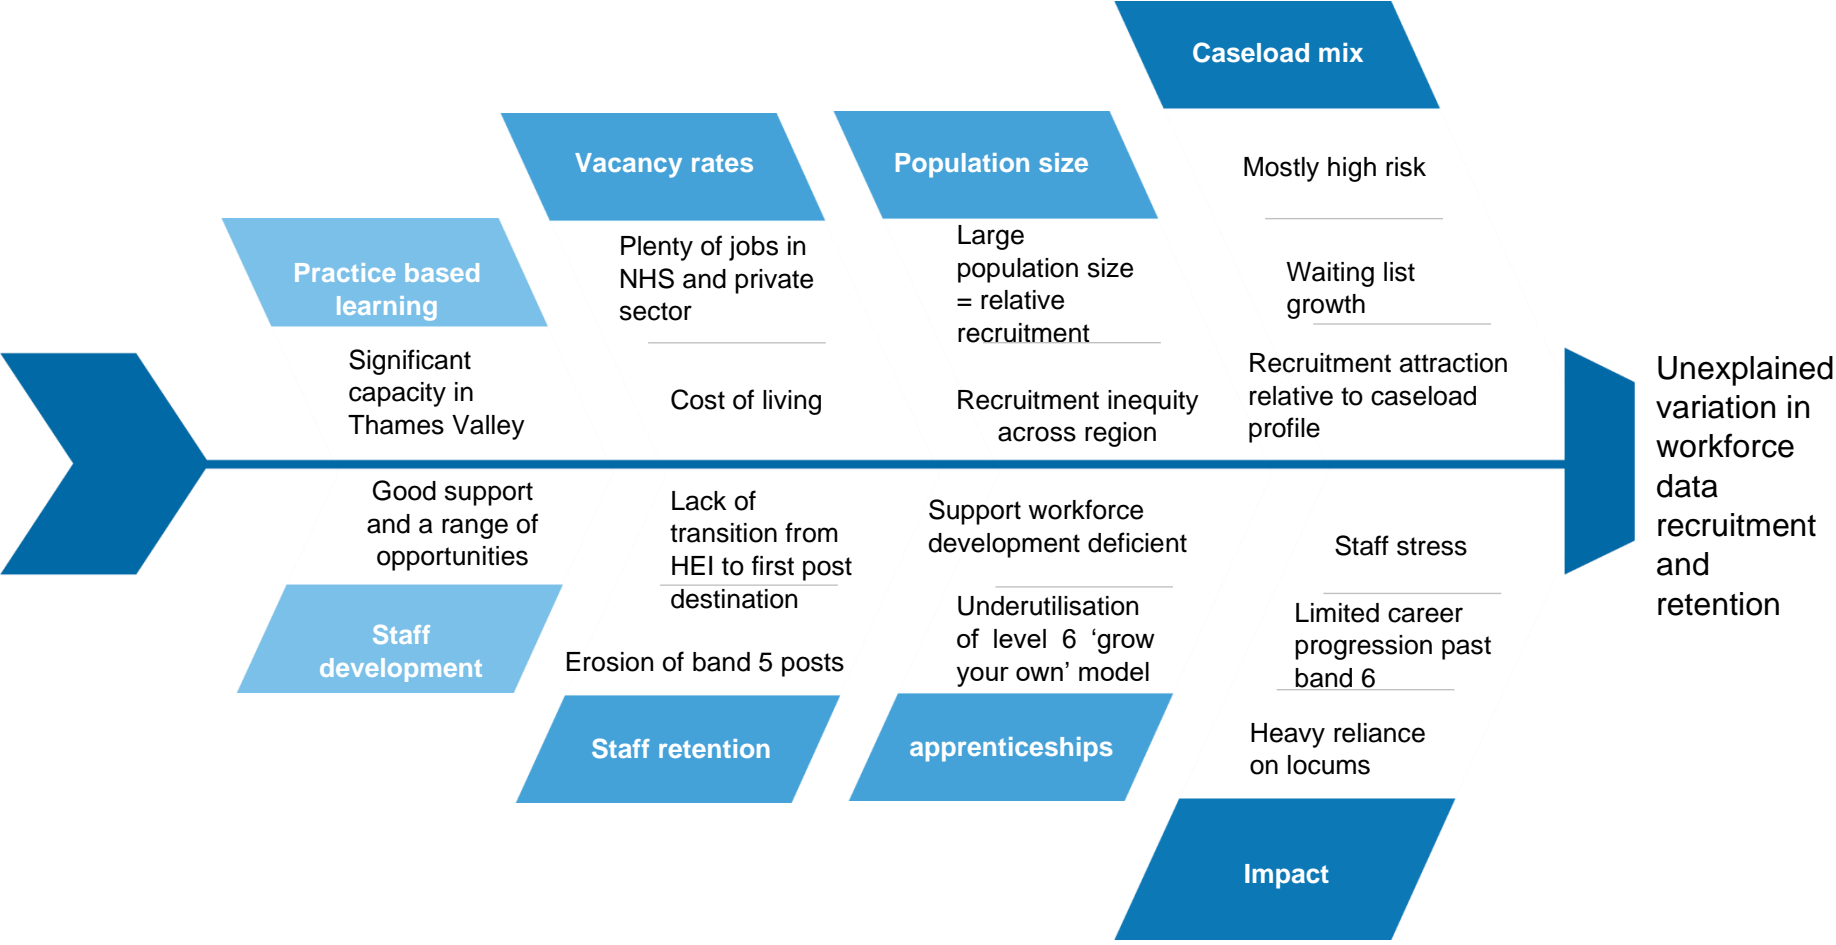 Caseload mix
Mostly high risk
Waiting list
growth
Recruitment attraction
relative to caseload
profile
Population size
Large
population size
= relative
recruitment
Recruitment inequity
across region
Vacancy rates
Plenty of jobs in
NHS and private
sector
Cost of living
Practice based
learning
Significant
capacity in
Thames Valley
Good support
and a range of
opportunities
Staff
development
Lack of
transition from
HEI to first post
destination
Erosion of band 5 posts
Staff retention
Support workforce
development deficient
Underutilisation
of level 6 ‘grow
your own’ model
apprenticeships
Staff stress
Limited career
progression past
band 6
Heavy reliance
on locums
Impact
Unexplained
variation in
workforce
data
recruitment
and
retention